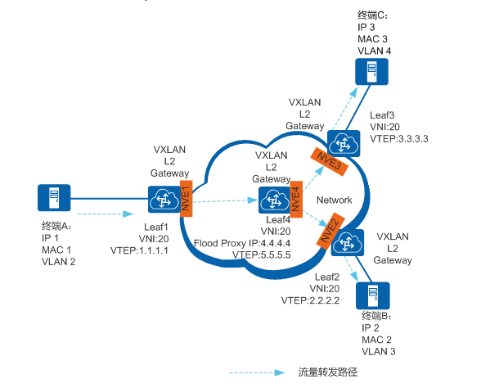 终端C：
IP 3
MAC 3
VLAN 4
VXLAN
L2
Gateway
Leaf3
VNI:20
VTEP:3.3.3.3
NVE3
VXLAN
L2
Gateway
NVE1
VXLAN
L2
Gateway
NVE4
Network
终端A：
IP 1
MAC 1
VLAN 2
Leaf1
VNI:20
VTEP:1.1.1.1
Leaf4
VNI:20
Flood Proxy IP:4.4.4.4
VTEP:5.5.5.5
NVE2
VXLAN
L2
Gateway
Leaf2
VNI:20
VTEP:2.2.2.2
终端B：
IP 2
MAC 2
VLAN 3
流量转发路径